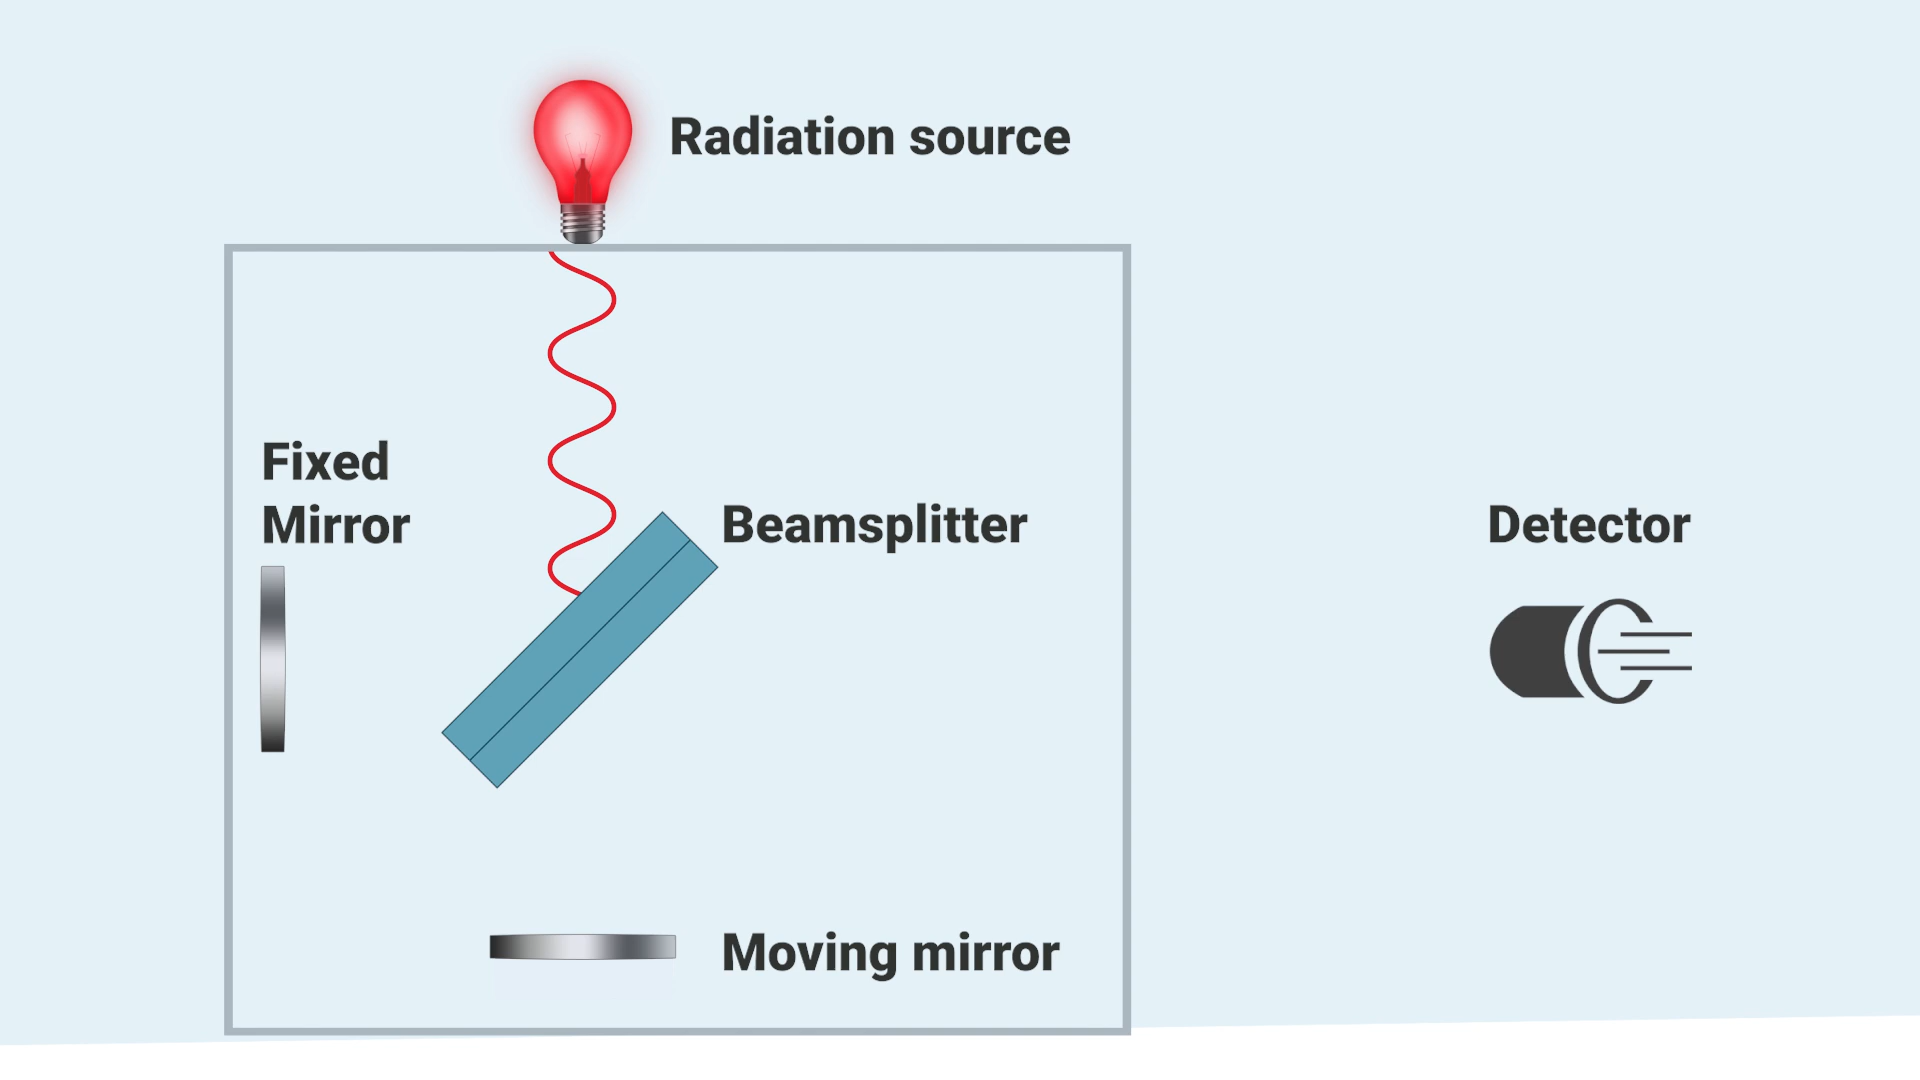 Radiation source
Fixed
Mirror
Beamsplitter
Detector
Moving mirror